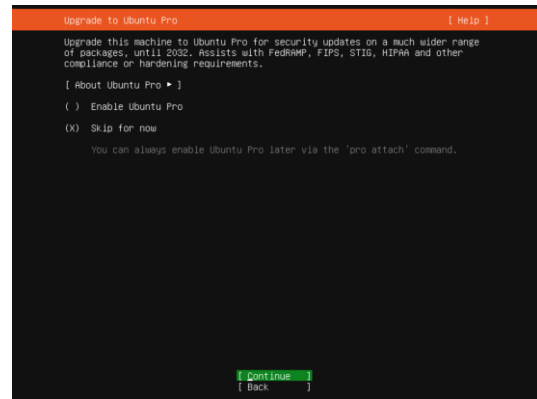 Upgrade to Ubuntu Pro [ Help ]
Upgrade this machine to Ubuntu Pro for security updates on a much wider range
of packages, until 2032. Assists with FedRAMP, FIPS, STIG, HIPAA and other
compliance or hardening requirements.
[ About Ubuntu Pro ▸ ]
( ) Enable Ubuntu Pro
(X) Skip for now
You can always enable Ubuntu Pro later via the 'pro attach' command.
[ Continue ]
[ Back ]